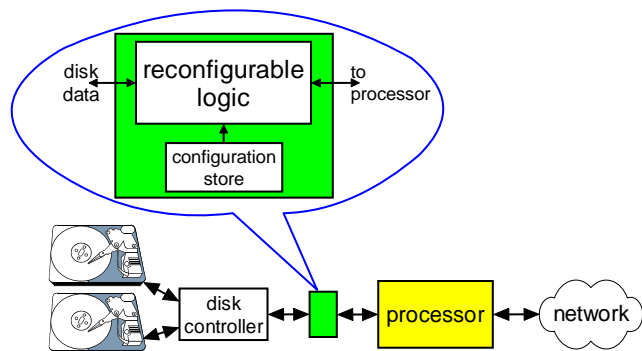 disk
data
reconfigurable
logic
to
processor
configuration
store
disk
controller
processor
network